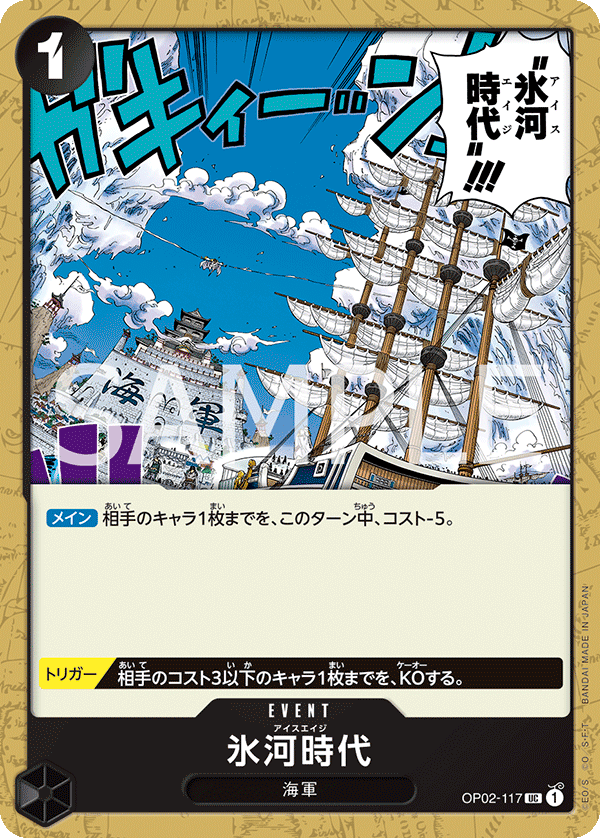 1
"氷河
アイス
時代"!!!
エイジ
ガキィーン
海軍
SAMPLE
メイン 相手のキャラ1枚までを、このターン中、コスト-5。
トリガー 相手のコスト3以下のキャラ1枚までを、KOする。
EVENT
アイスエイジ
氷河時代
海軍
OP02-117 UC 1
©E.O./S. ©O/S.F.T BANDAI MADE IN JAPAN